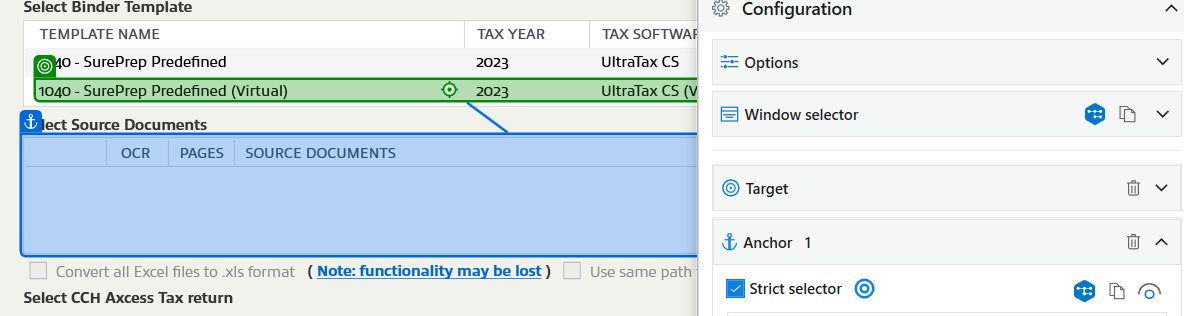 Select Binder Template
TEMPLATE NAME TAX YEAR TAX SOFTWAR
40 - SurePrep Predefined 2023 UltraTax CS
1040 - SurePrep Predefined (Virtual) 2023 UltraTax CS (V
lect Source Documents
OCR PAGES SOURCE DOCUMENTS
Convert all Excel files to .xls format ( Note: functionality may be lost ) Use same path
Select CCH Axcess Tax return
Configuration
Options
Window selector
Target
Anchor 1
Strict selector